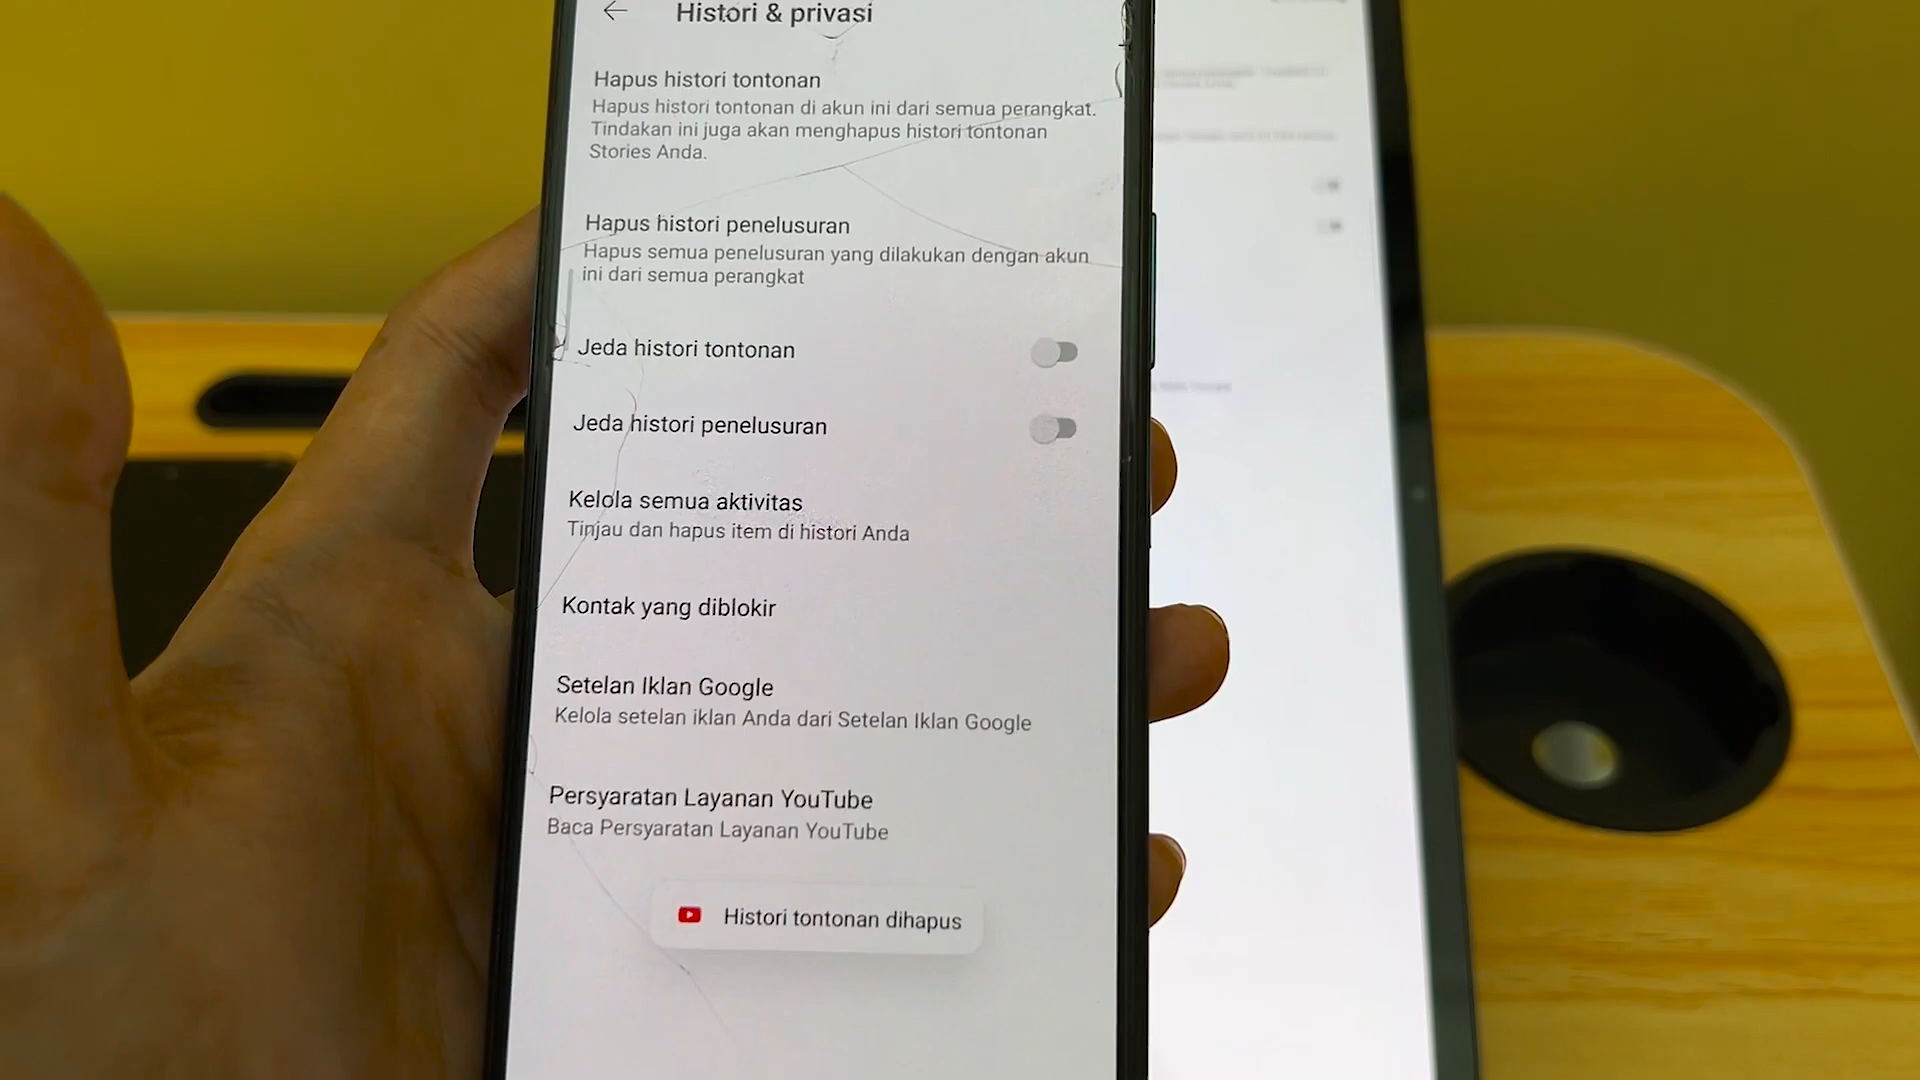 Histori & privasi
Hapus histori tontonan
Hapus histori tontonan di akun ini dari semua perangkat.
Tindakan ini juga akan menghapus histori tontonan
Stories Anda.
Hapus histori penelusuran
Hapus semua penelusuran yang dilakukan dengan akun
ini dari semua perangkat
Jeda histori tontonan
Jeda histori penelusuran
Kelola semua aktivitas
Tinjau dan hapus item di histori Anda
Kontak yang diblokir
Setelan Iklan Google
Kelola setelan iklan Anda dari Setelan Iklan Google
Persyaratan Layanan YouTube
Baca Persyaratan Layanan YouTube
Histori tontonan dihapus